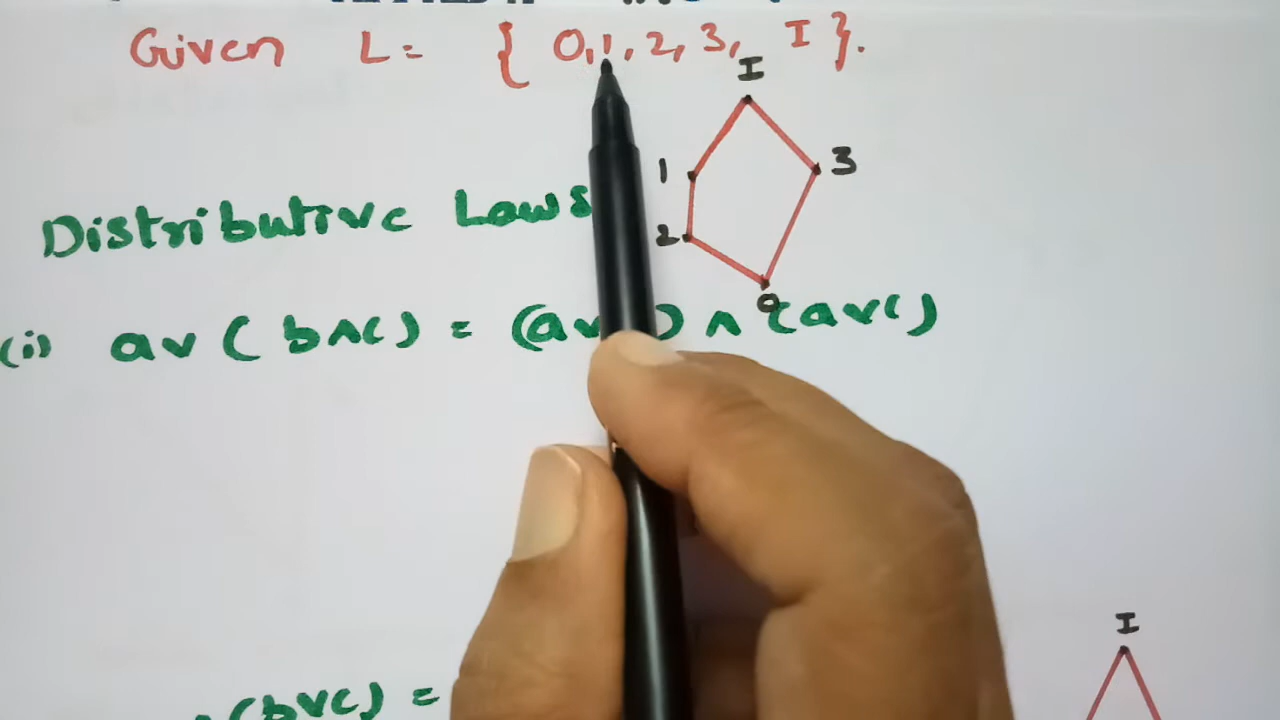 Given L = { 0, 1, 2, 3, I }.
I
1
3
Distributive Laws
2
0
(i) a∨(b∧c) = (a∨ ) ∧ (a∨c)
I
(b∨c) =